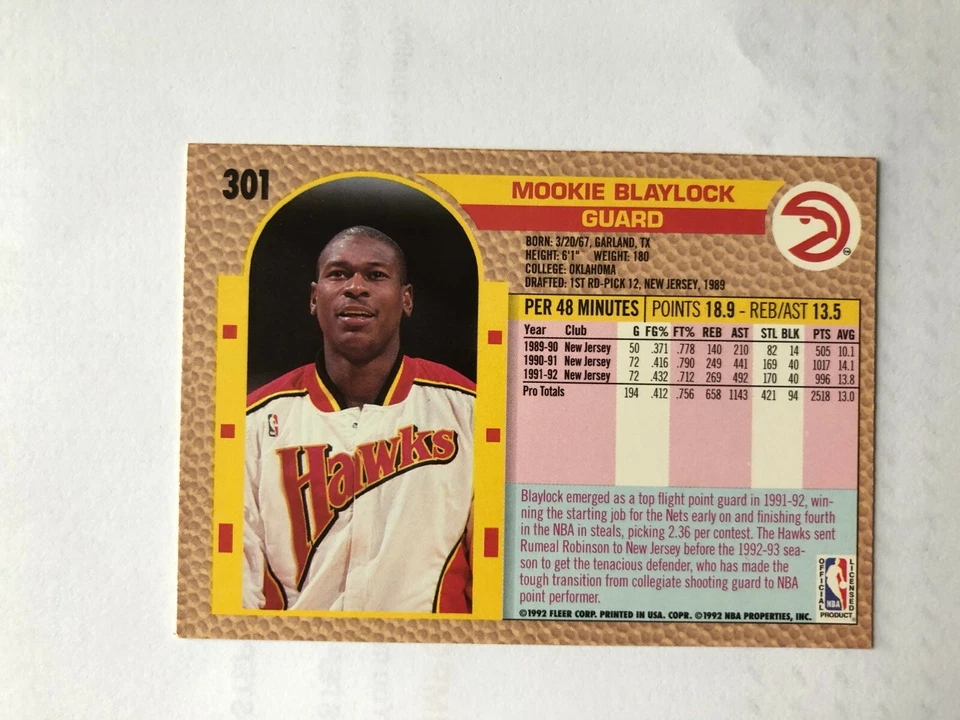 301
MOOKIE BLAYLOCK
GUARD
BORN: 3/20/67, GARLAND, TX
HEIGHT: 6'1" WEIGHT: 180
COLLEGE: OKLAHOMA
DRAFTED: 1ST RD-PICK 12, NEW JERSEY, 1989
PER 48 MINUTES POINTS 18.9 - REB/AST 13.5
Year Club G FG% FT% REB AST STL BLK PTS AVG
1989-90 New Jersey 50 .371 .778 140 210 82 14 505 10.1
1990-91 New Jersey 72 .416 .790 249 441 169 40 1017 14.1
1991-92 New Jersey 72 .432 .712 269 492 170 40 996 13.8
Pro Totals 194 .412 .756 658 1143 421 94 2518 13.0
Hawks
Blaylock emerged as a top flight point guard in 1991-92, win-
ning the starting job for the Nets early on and finishing fourth
in the NBA in steals, picking 2.36 per contest. The Hawks sent
Rumeal Robinson to New Jersey before the 1992-93 sea-
son to get the tenacious defender, who has made the
tough transition from collegiate shooting guard to NBA
point performer.
OFFICIAL LICENSED
NBA
PRODUCT
©1992 FLEER CORP. PRINTED IN USA. COPR. ©1992 NBA PROPERTIES, INC.